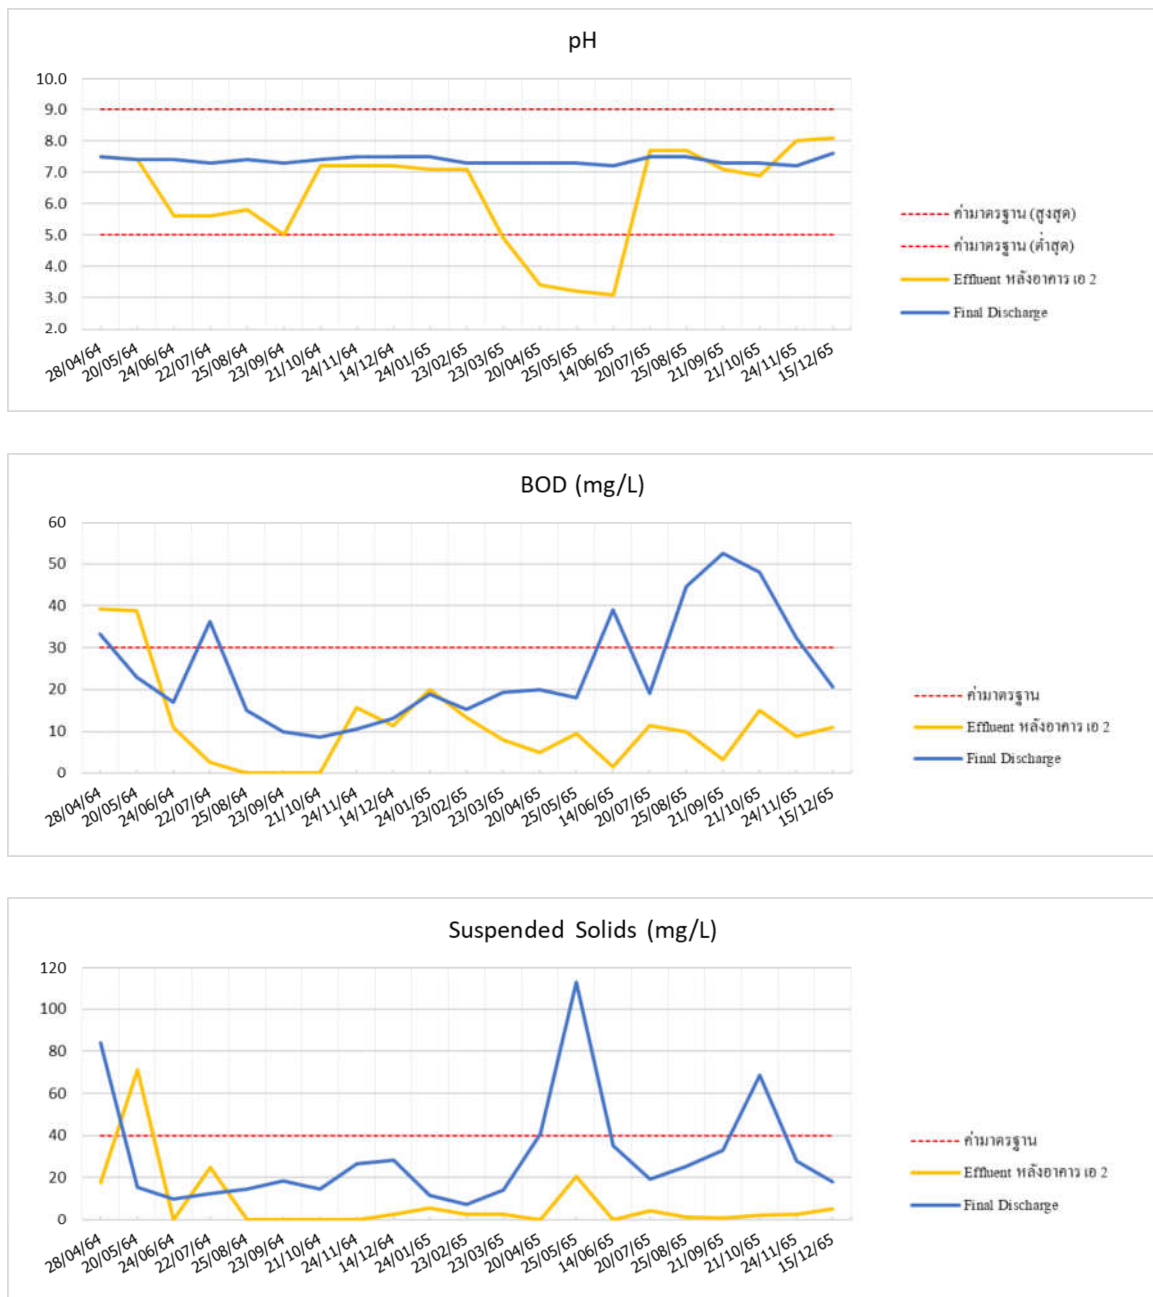 pH
10.0
9.0
8.0
7.0
6.0
5.0
4.0
3.0
2.0
28/04/64 20/05/64 24/06/64 22/07/64 25/08/64 23/09/64 21/10/64 24/11/64 14/12/64 24/01/65 23/02/65 23/03/65 20/04/65 25/05/65 14/06/65 20/07/65 25/08/65 21/09/65 21/10/65 24/11/65 15/12/65
ค่ามาตรฐาน (สูงสุด)
ค่ามาตรฐาน (ต่ำสุด)
Effluent หลังอาคาร เอ 2
Final Discharge
BOD (mg/L)
60
50
40
30
20
10
0
28/04/64 20/05/64 24/06/64 22/07/64 25/08/64 23/09/64 21/10/64 24/11/64 14/12/64 24/01/65 23/02/65 23/03/65 20/04/65 25/05/65 14/06/65 20/07/65 25/08/65 21/09/65 21/10/65 24/11/65 15/12/65
ค่ามาตรฐาน
Effluent หลังอาคาร เอ 2
Final Discharge
Suspended Solids (mg/L)
120
100
80
60
40
20
0
28/04/64 20/05/64 24/06/64 22/07/64 25/08/64 23/09/64 21/10/64 24/11/64 14/12/64 24/01/65 23/02/65 23/03/65 20/04/65 25/05/65 14/06/65 20/07/65 25/08/65 21/09/65 21/10/65 24/11/65 15/12/65
ค่ามาตรฐาน
Effluent หลังอาคาร เอ 2
Final Discharge